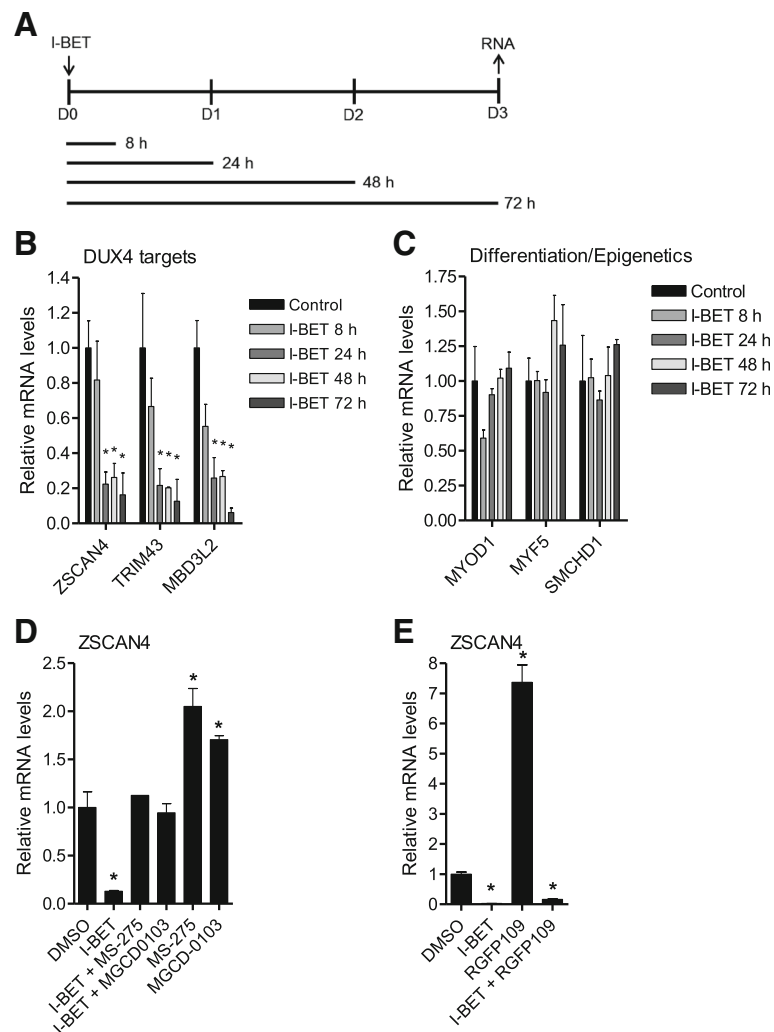 A
I-BET
RNA
D0
D1
D2
D3
8 h
24 h
48 h
72 h
B
DUX4 targets
Relative mRNA levels
1.4
1.2
1.0
0.8
0.6
0.4
0.2
0.0
* * *
* * *
* * *
ZSCAN4
TRIM43
MBD3L2
Control
I-BET 8 h
I-BET 24 h
I-BET 48 h
I-BET 72 h
C
Differentiation/Epigenetics
Relative mRNA levels
1.75
1.50
1.25
1.00
0.75
0.50
0.25
0.00
MYOD1
MYF5
SMCHD1
Control
I-BET 8 h
I-BET 24 h
I-BET 48 h
I-BET 72 h
D
ZSCAN4
Relative mRNA levels
2.5
2.0
1.5
1.0
0.5
0.0
*
*
*
DMSO
I-BET
I-BET + MS-275
I-BET + MGCD0103
MS-275
MGCD-0103
E
ZSCAN4
Relative mRNA levels
8
7
6
5
4
3
2
1
0
*
*
*
DMSO
I-BET
RGFP109
I-BET + RGFP109